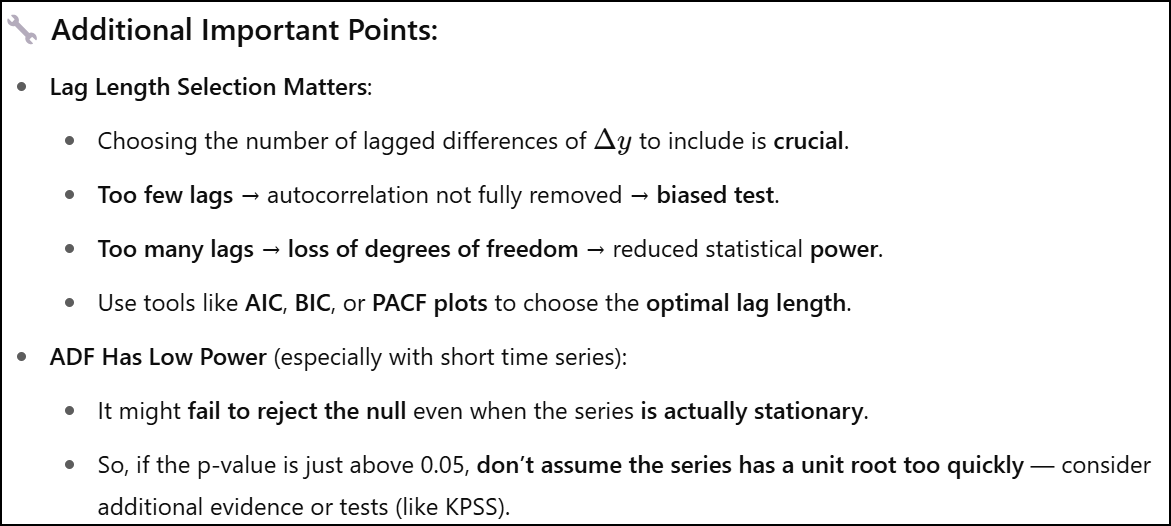 🔧 Additional Important Points:
• Lag Length Selection Matters:
• Choosing the number of lagged differences of Δy to include is crucial.
• Too few lags → autocorrelation not fully removed → biased test.
• Too many lags → loss of degrees of freedom → reduced statistical power.
• Use tools like AIC, BIC, or PACF plots to choose the optimal lag length.
• ADF Has Low Power (especially with short time series):
• It might fail to reject the null even when the series is actually stationary.
• So, if the p-value is just above 0.05, don’t assume the series has a unit root too quickly — consider
additional evidence or tests (like KPSS).